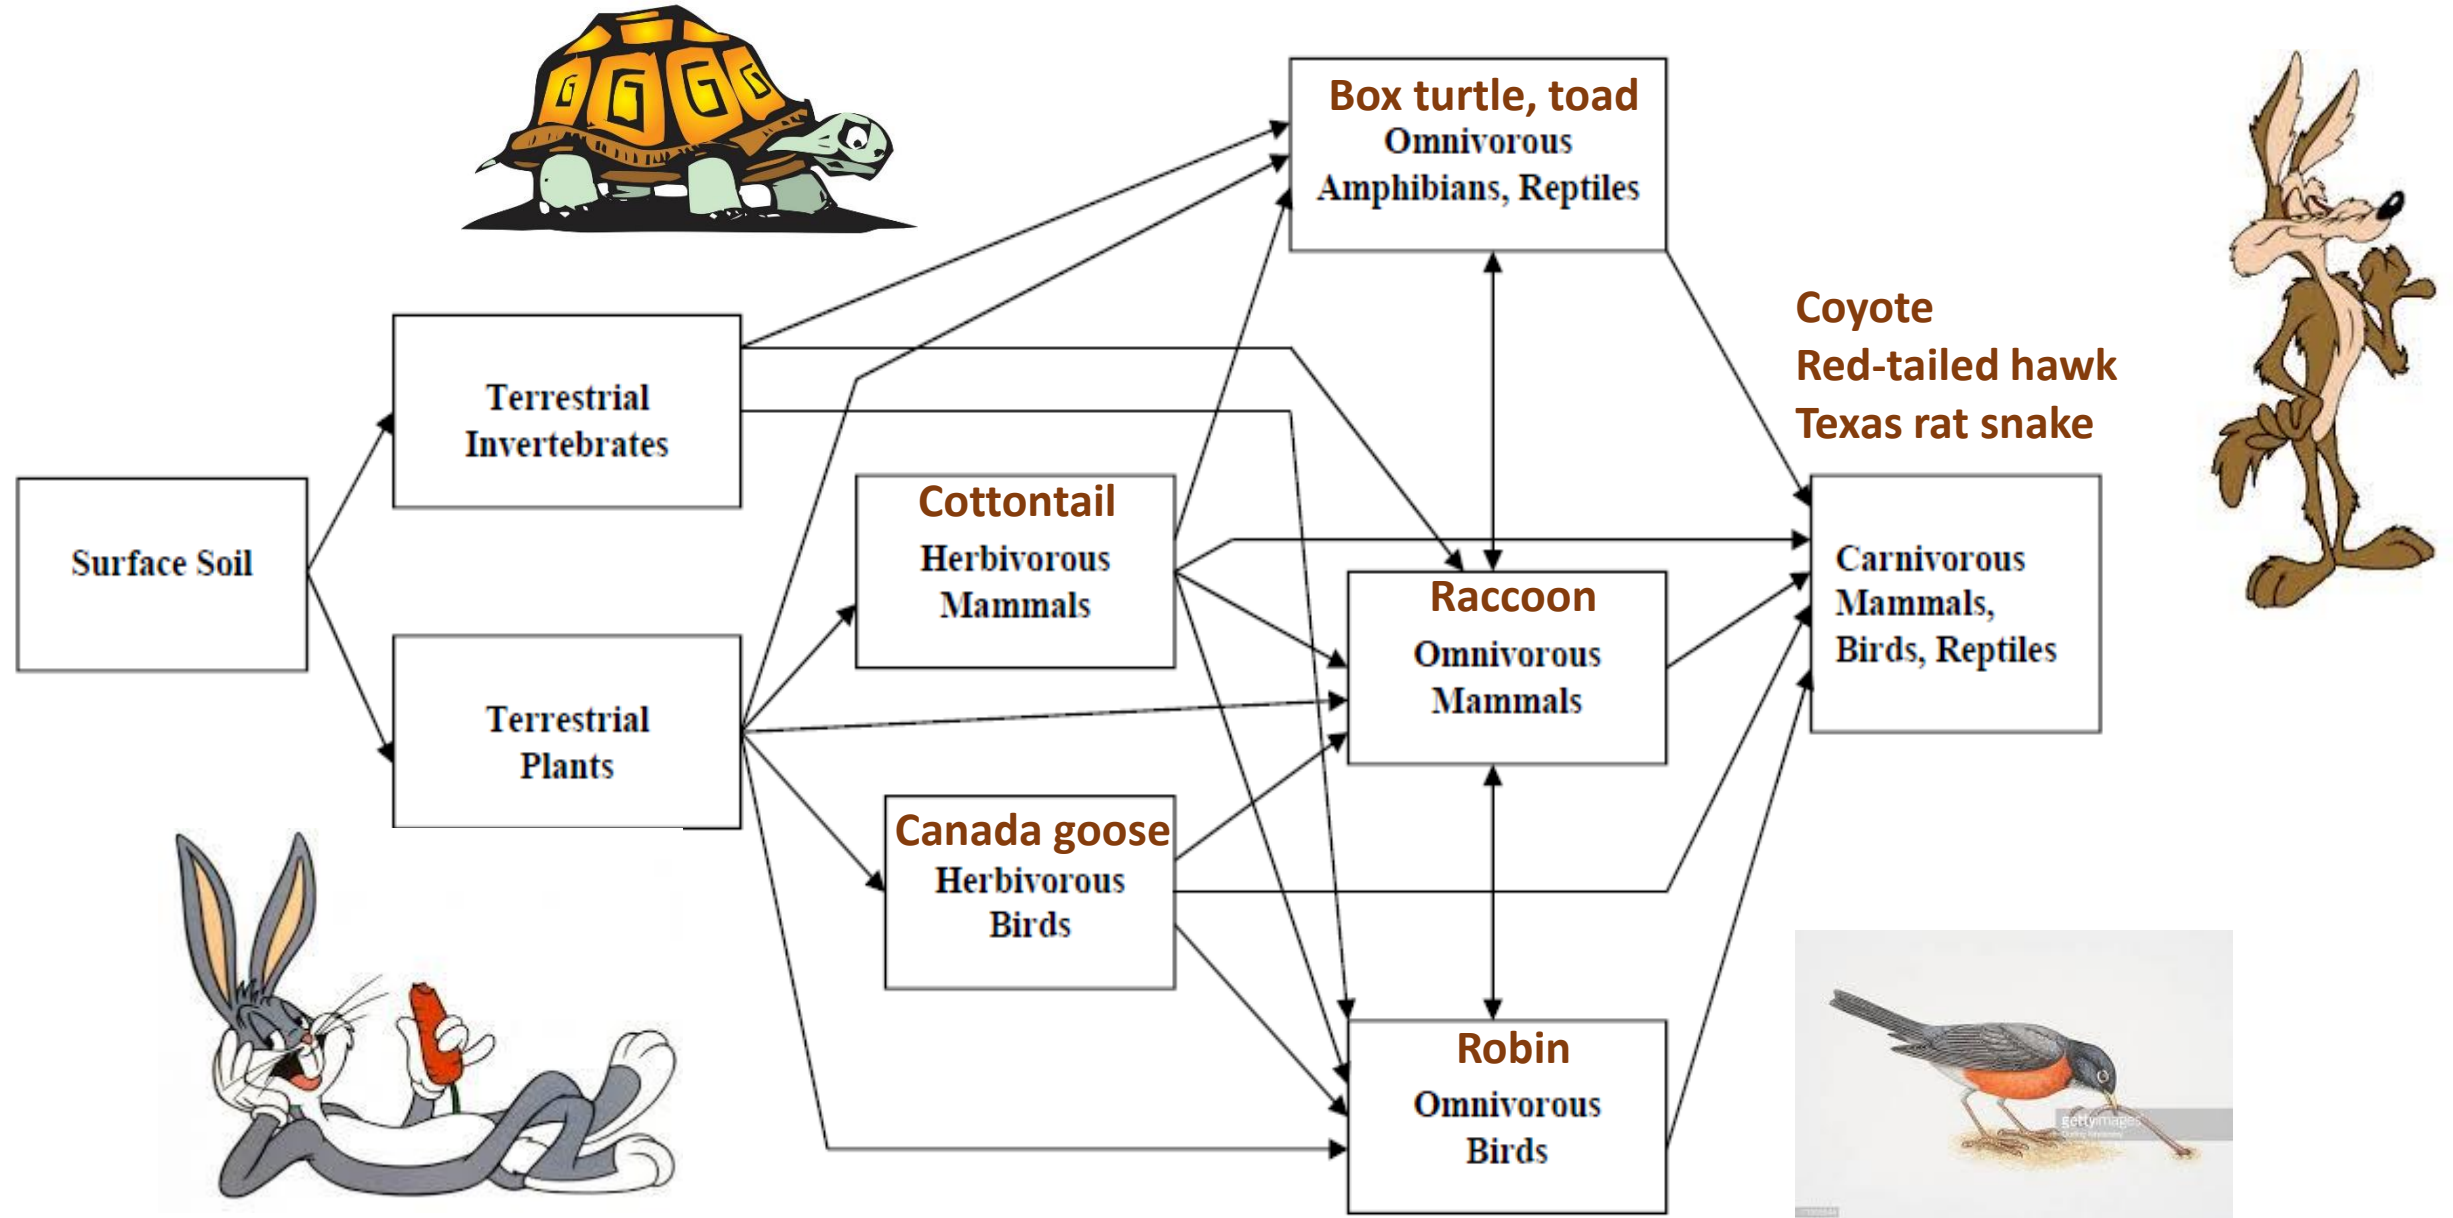 Box turtle, toad
Omnivorous
Amphibians, Reptiles
Coyote
Red-tailed hawk
Texas rat snake
Terrestrial
Invertebrates
Surface Soil
Cottontail
Herbivorous
Mammals
Raccoon
Omnivorous
Mammals
Carnivorous
Mammals,
Birds, Reptiles
Terrestrial
Plants
Canada goose
Herbivorous
Birds
Robin
Omnivorous
Birds
gettyimages